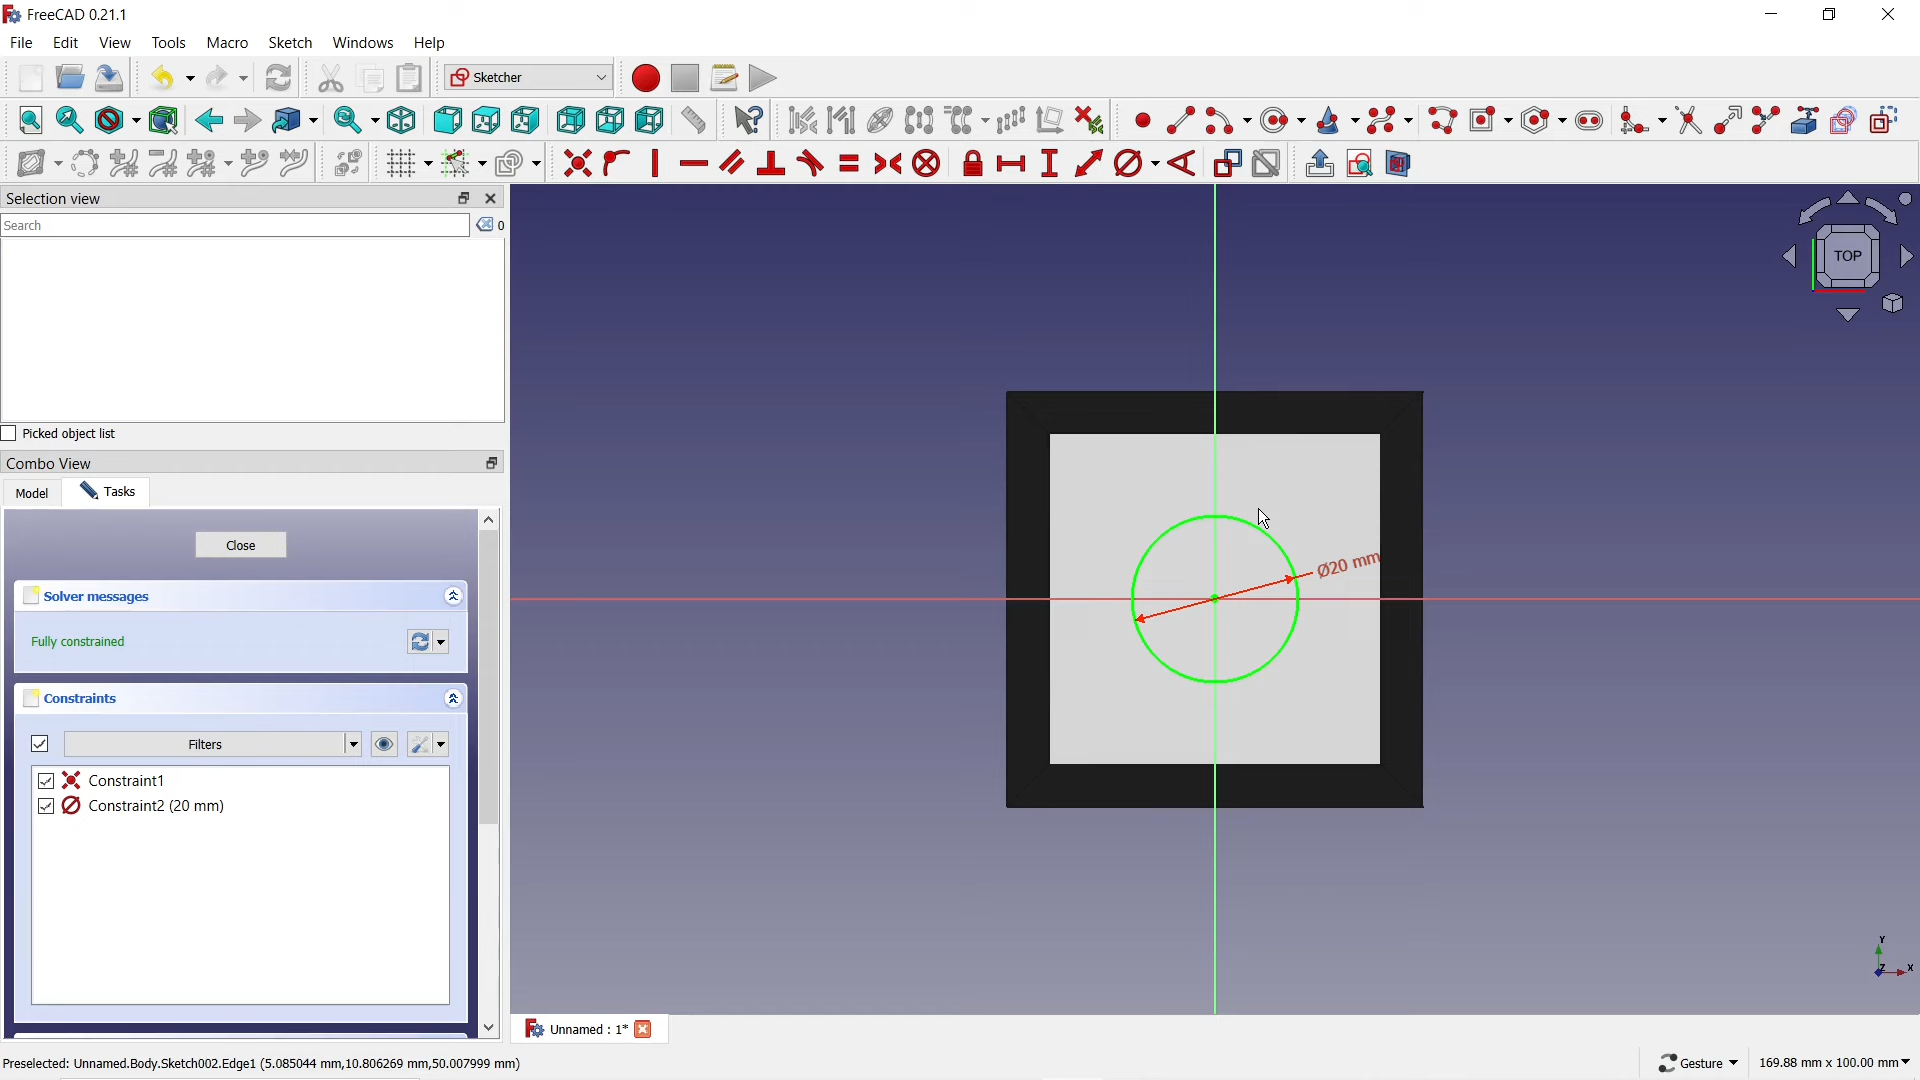 FreeCAD 0.21.1
File Edit View Tools Macro Sketch Windows Help
Sketcher
Selection view
Search
0
Picked object list
Combo View
Model Tasks
Close
Solver messages
Fully constrained
Constraints
Filters
Constraint1
Constraint2 (20 mm)
TOP
Ø20 mm
Y
Z
X
Unnamed : 1*
Preselected: Unnamed.Body.Sketch002.Edge1 (5.085044 mm,10.806269 mm,50.007999 mm)
Gesture
169.88 mm x 100.00 mm